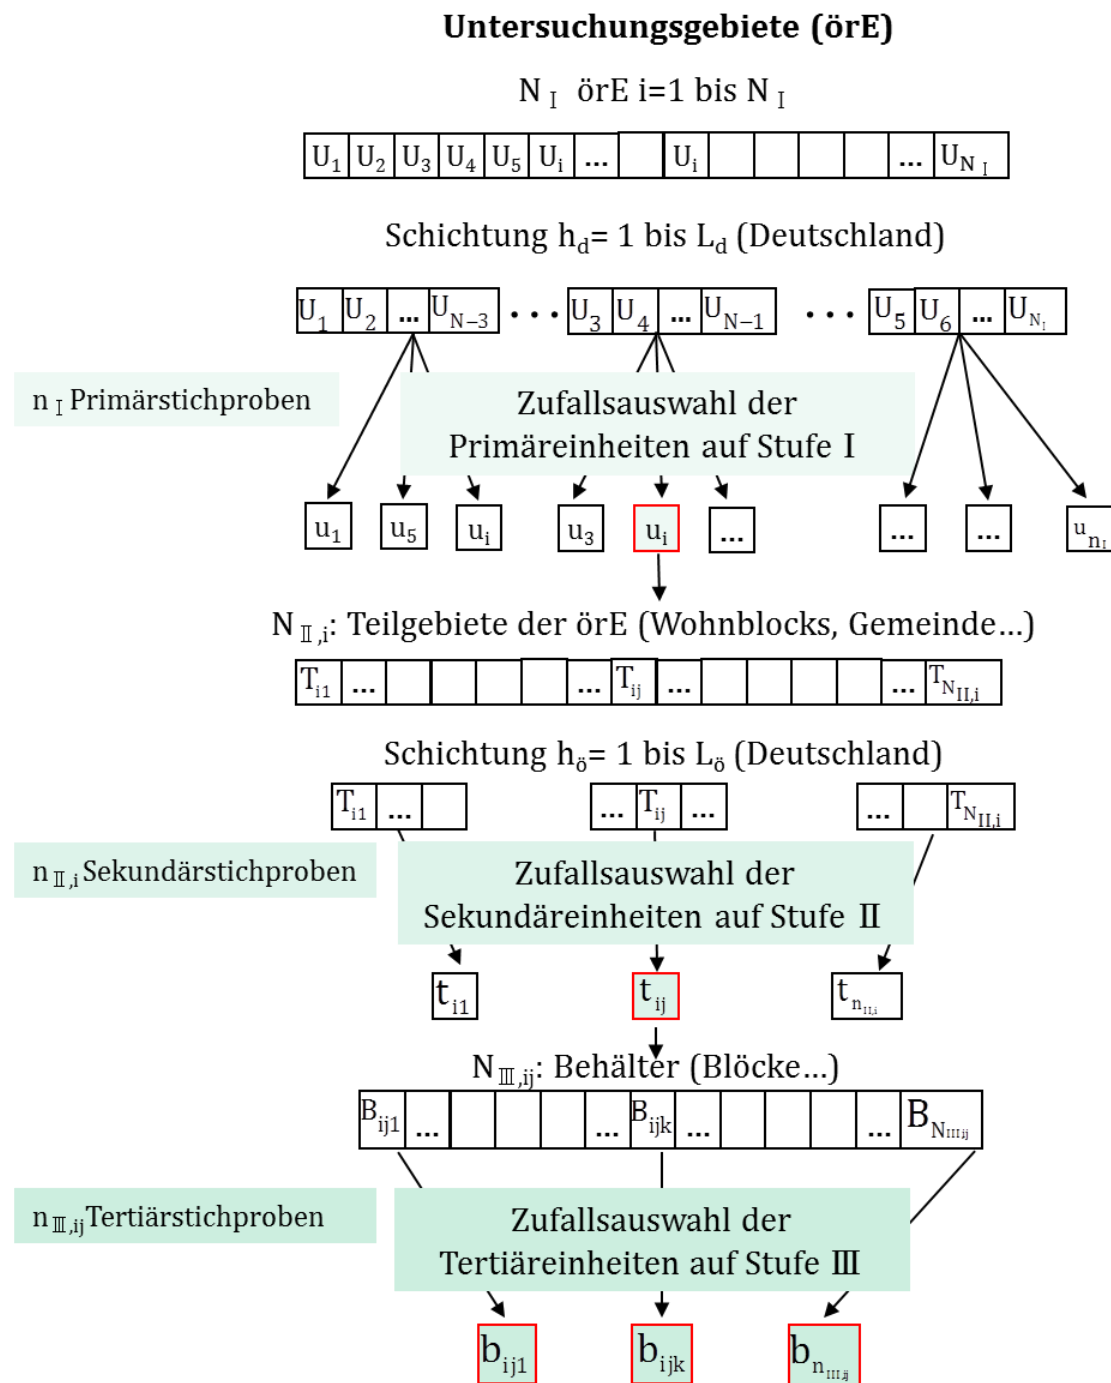 Untersuchungsgebiete (örE)
N I örE i=1 bis N I
U1 U2 U3 U4 U5 Ui ... Ui ... UN I
Schichtung hd= 1 bis Ld (Deutschland)
U1 U2 ... UN−3 ... U3 U4 ... UN−1 ... U5 U6 ... UNI
n I Primärstichproben
Zufallsauswahl der
Primäreinheiten auf Stufe I
u1 u5 ui u3 ui ... ... ... unI
N II,i: Teilgebiete der örE (Wohnblocks, Gemeinde...)
Ti1 ... ... Tij ... ... TNII,i
Schichtung hö= 1 bis Lö (Deutschland)
Ti1 ... ... Tij ... ... TNII,i
n II,i Sekundärstichproben
Zufallsauswahl der
Sekundäreinheiten auf Stufe II
ti1 tij tnII,i
N III,ij: Behälter (Blöcke...)
Bij1 ... ... Bijk ... ... BNIII,ij
n III,ij Tertiärstichproben
Zufallsauswahl der
Tertiäreinheiten auf Stufe III
bij1 bijk bnIII,ij